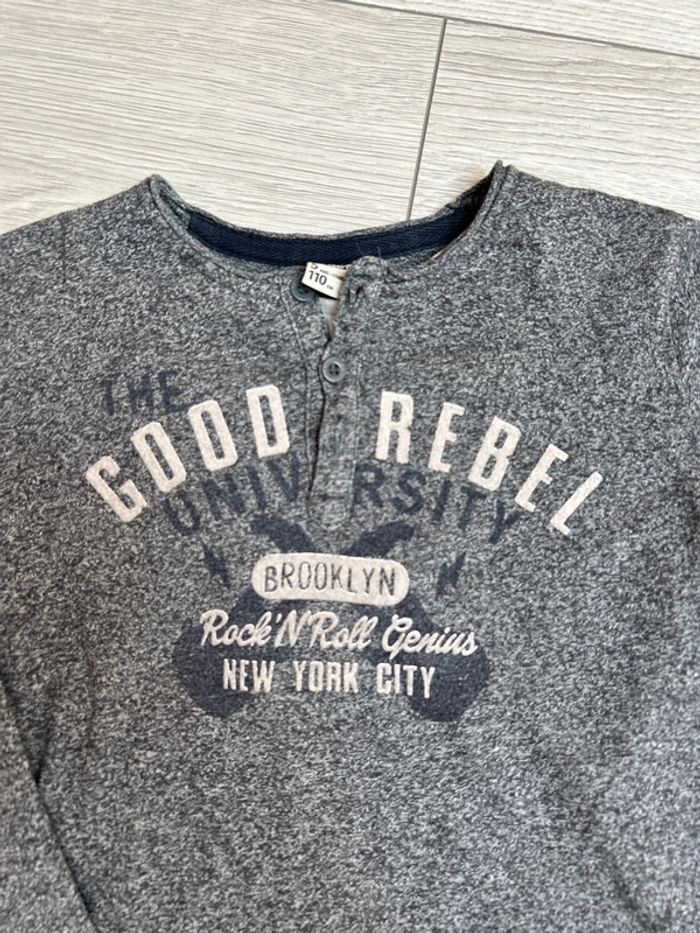 110
THE
GOOD REBEL
UNIVERSITY
BROOKLYN
Rock'N Roll Genius
NEW YORK CITY